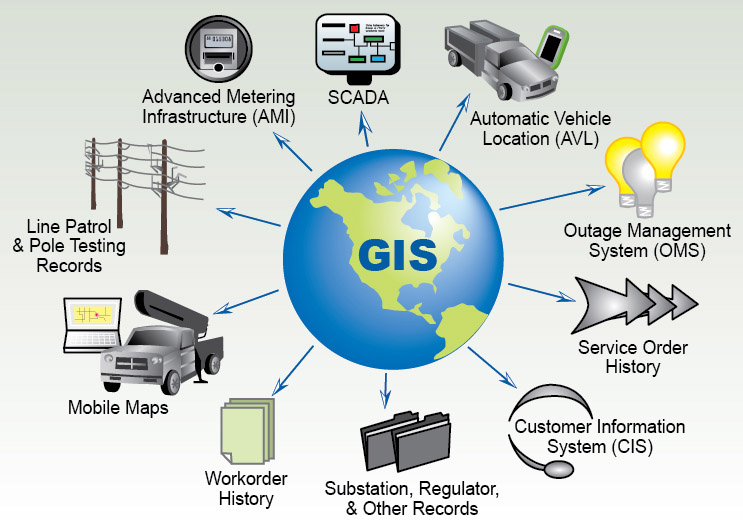 Advanced Metering
Infrastructure (AMI)
SCADA
Automatic Vehicle
Location (AVL)
Line Patrol
& Pole Testing
Records
GIS
Outage Management
System (OMS)
Mobile Maps
Service Order
History
Workorder
History
Substation, Regulator,
& Other Records
Customer Information
System (CIS)